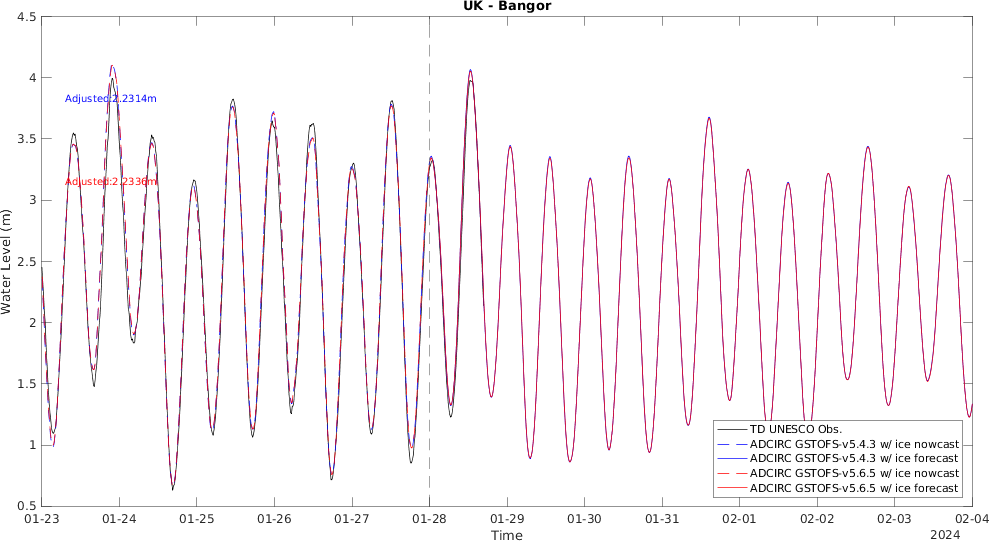 UK - Bangor
4.5
4
3.5
3
2.5
2
1.5
1
0.5
Water Level (m)
Adjusted:2.2314m
Adjusted:2.2336m
TD UNESCO Obs.
ADCIRC GSTOFS-v5.4.3 w/ ice nowcast
ADCIRC GSTOFS-v5.4.3 w/ ice forecast
ADCIRC GSTOFS-v5.6.5 w/ ice nowcast
ADCIRC GSTOFS-v5.6.5 w/ ice forecast
01-23 01-24 01-25 01-26 01-27 01-28 01-29 01-30 01-31 02-01 02-02 02-03 02-04
Time
2024